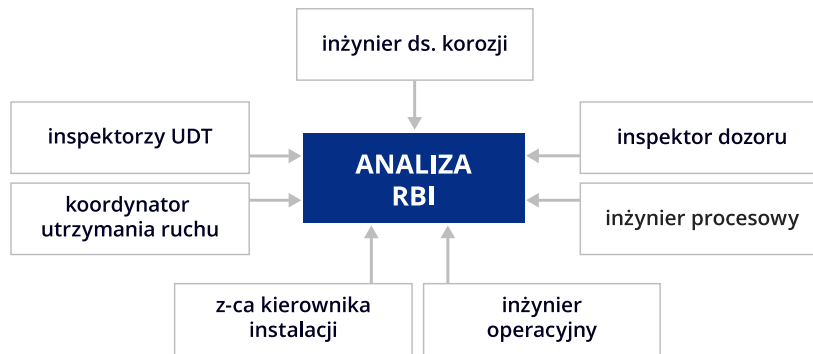 inżynier ds. korozji
inspektorzy UDT
inspektor dozoru
ANALIZA
RBI
koordynator
utrzymania ruchu
inżynier procesowy
z-ca kierownika
instalacji
inżynier
operacyjny